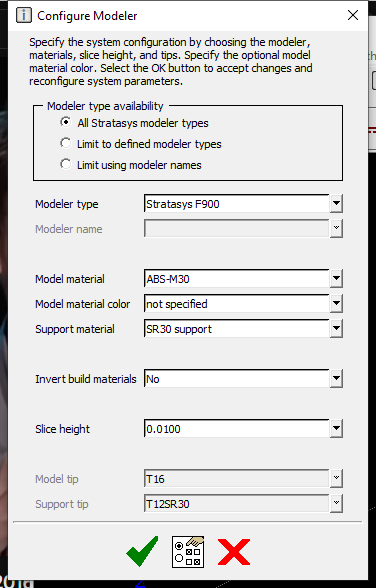 Configure Modeler
Specify the system configuration by choosing the modeler,
materials, slice height, and tips. Specify the optional model
material color. Select the OK button to accept changes and
reconfigure system parameters.
Modeler type availability
All Stratasys modeler types
Limit to defined modeler types
Limit using modeler names
Modeler type Stratasys F900
Modeler name
Model material ABS-M30
Model material color not specified
Support material SR30 support
Invert build materials No
Slice height 0.0100
Model tip T16
Support tip T12SR30